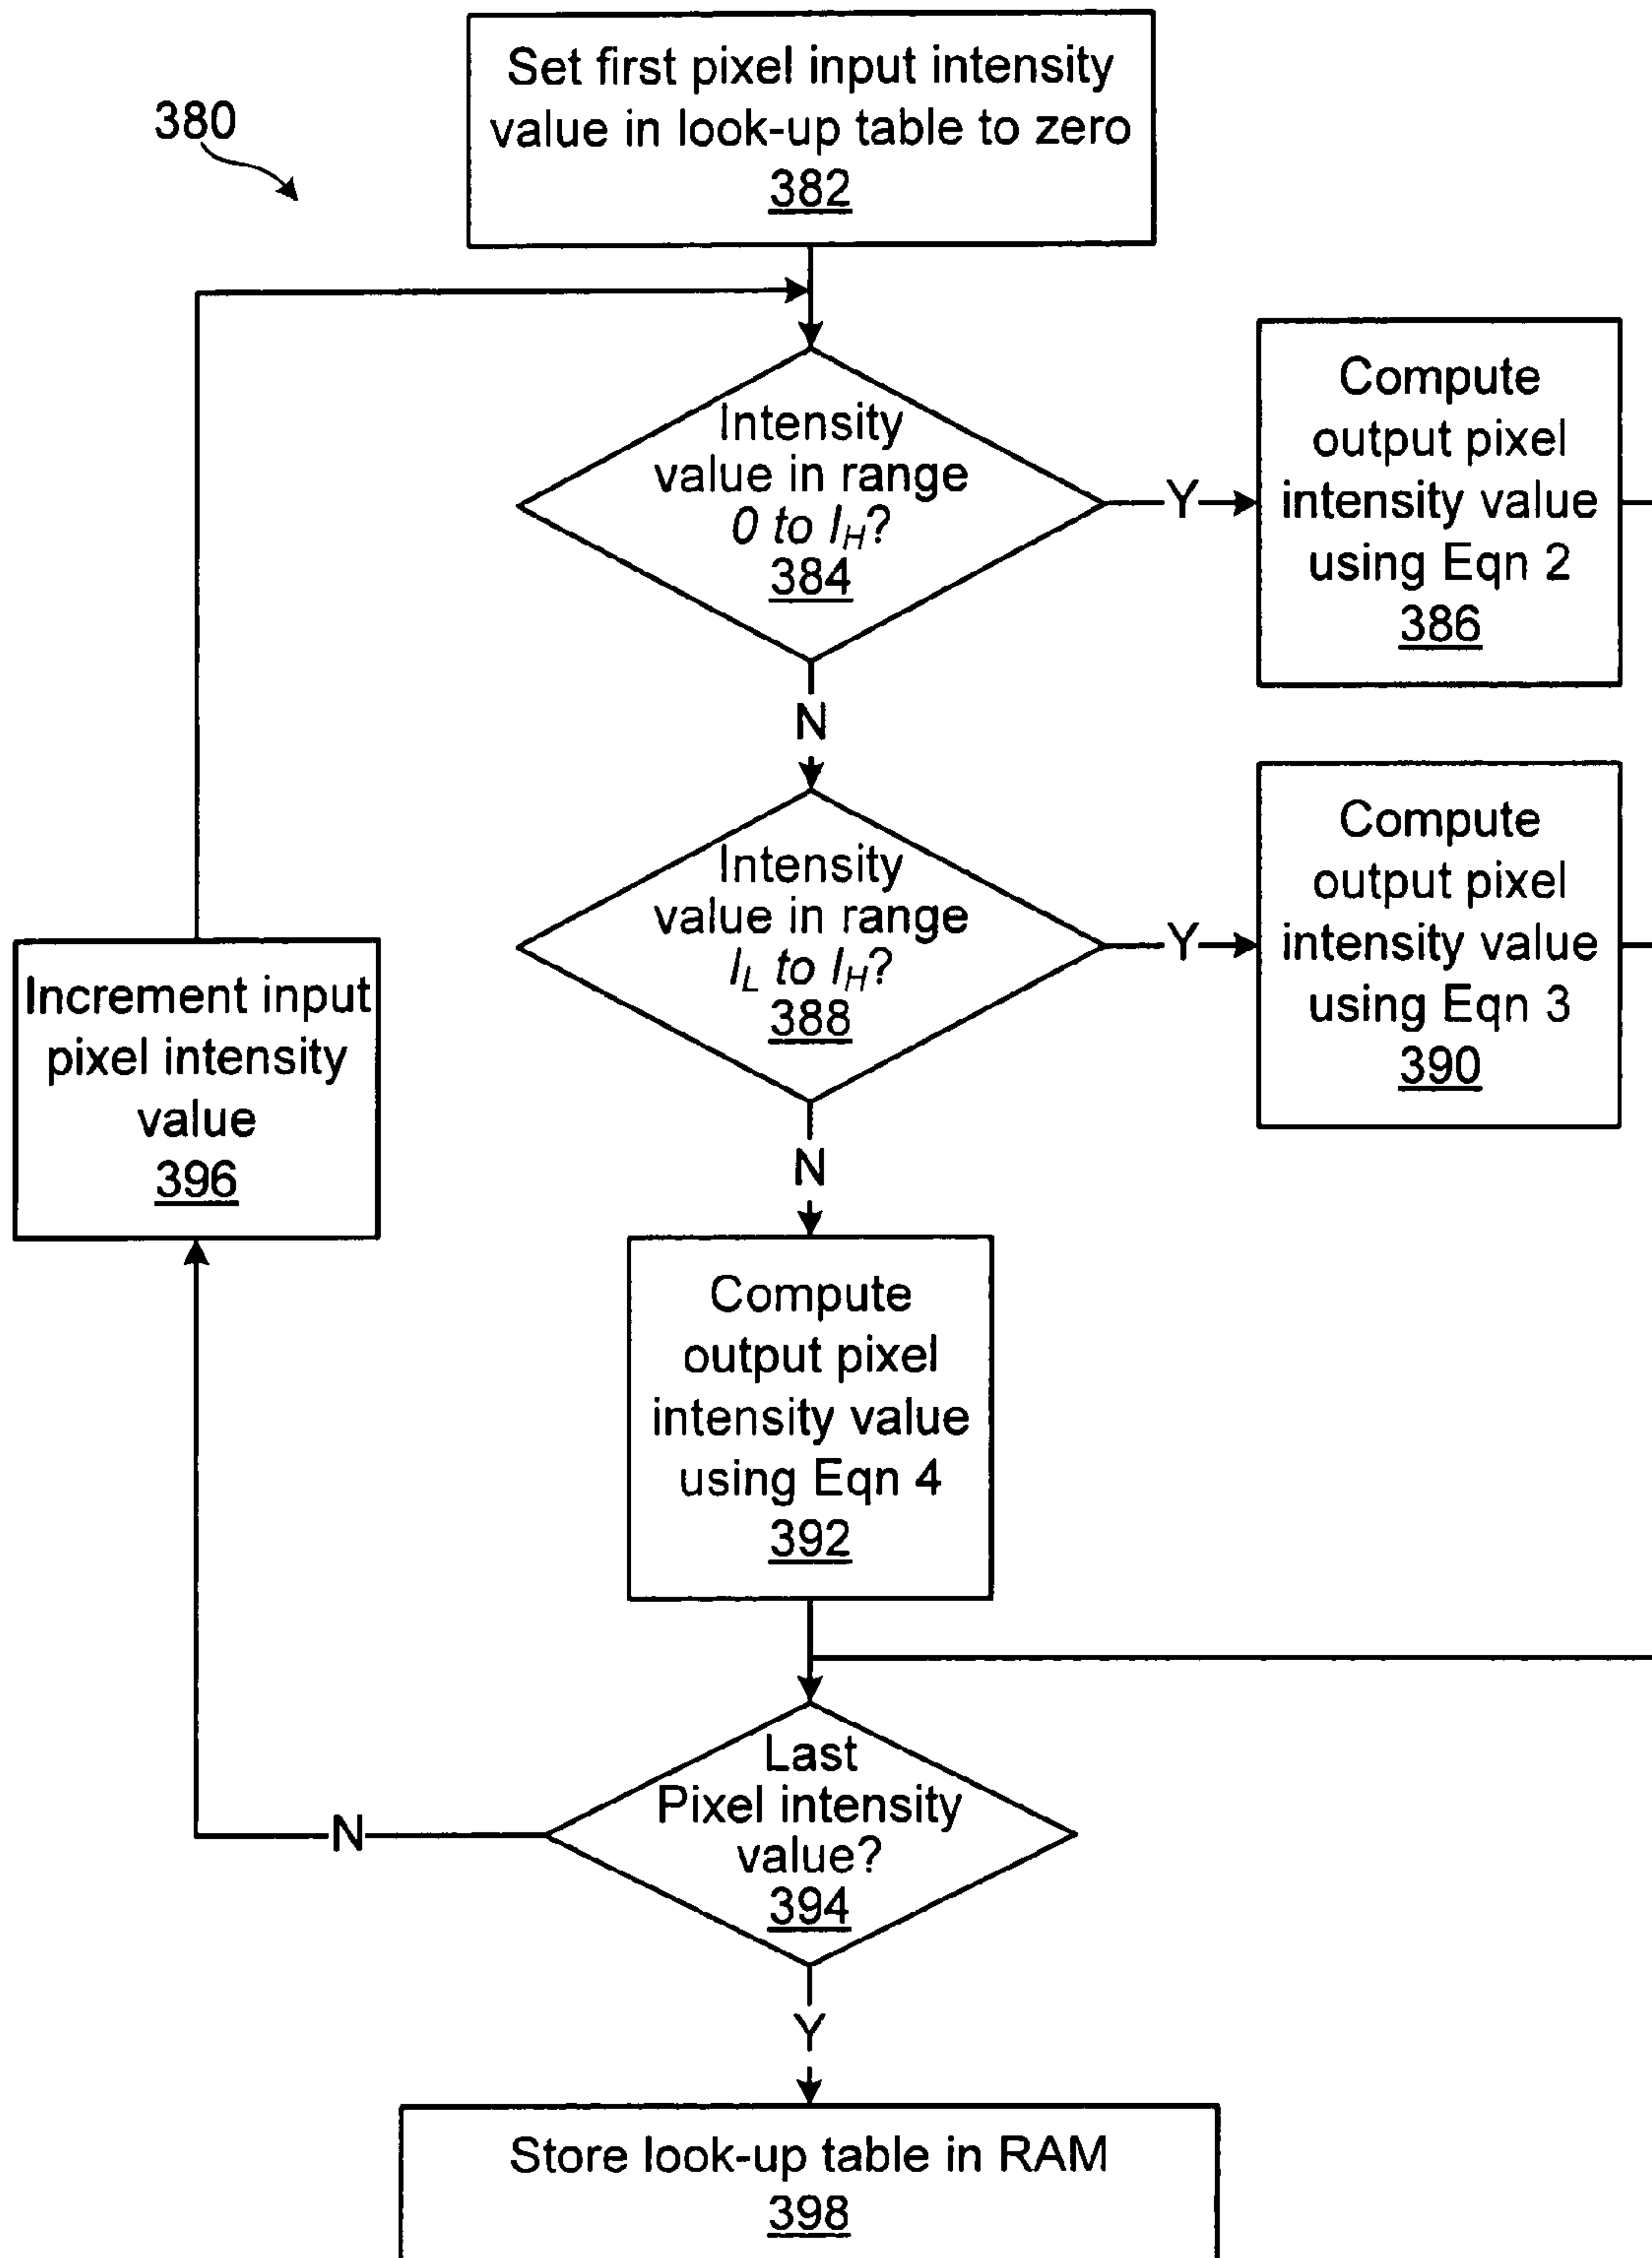 380
Set first pixel input intensity
value in look-up table to zero
382
Intensity
value in range
0 to I_H?
384
Y
Compute
output pixel
intensity value
using Eqn 2
386
N
Intensity
value in range
I_L to I_H?
388
Y
Compute
output pixel
intensity value
using Eqn 3
390
Increment input
pixel intensity
value
396
N
Compute
output pixel
intensity value
using Eqn 4
392
Last
Pixel intensity
value?
394
N
Y
Store look-up table in RAM
398